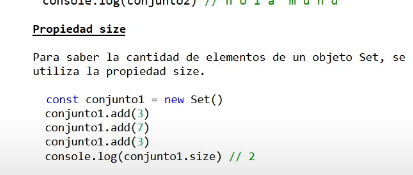 console.log(conjunto2) // h o l a   m u n d
Propiedad size
Para saber la cantidad de elementos de un objeto Set, se
utiliza la propiedad size.
const conjunto1 = new Set()
conjunto1.add(3)
conjunto1.add(7)
conjunto1.add(3)
console.log(conjunto1.size) // 2